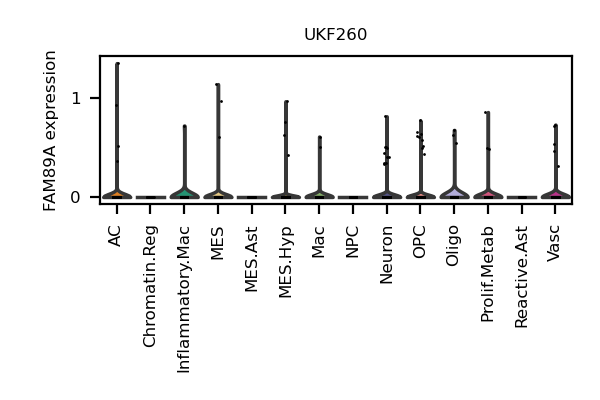 UKF260
FAM89A expression
1
0
AC
Chromatin.Reg
Inflammatory.Mac
MES
MES.Ast
MES.Hyp
Mac
NPC
Neuron
OPC
Oligo
Prolif.Metab
Reactive.Ast
Vasc